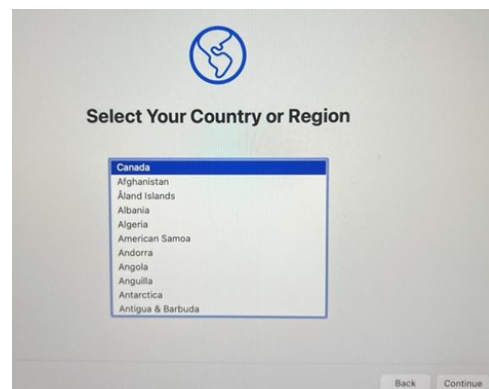 Select Your Country or Region
Canada
Afghanistan
Åland Islands
Albania
Algeria
American Samoa
Andorra
Angola
Anguilla
Antarctica
Antigua & Barbuda
Back Continue